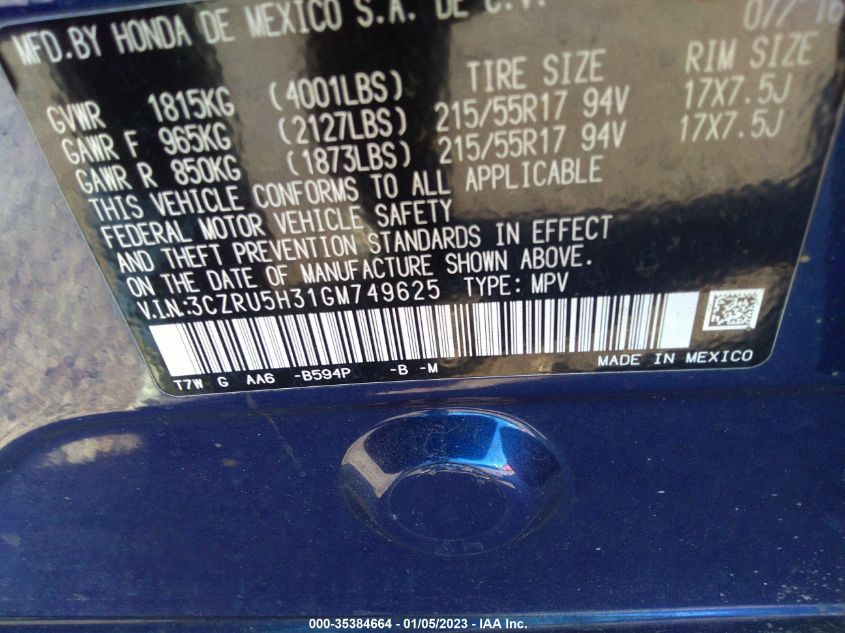 MFD.BY HONDA DE MEXICO S.A. DE C.V. 07/16
TIRE SIZE RIM SIZE
GVWR 1815KG (4001LBS)
GAWR F 965KG (2127LBS) 215/55R17 94V 17X7.5J
GAWR R 850KG (1873LBS) 215/55R17 94V 17X7.5J
THIS VEHICLE CONFORMS TO ALL APPLICABLE
FEDERAL MOTOR VEHICLE SAFETY
AND THEFT PREVENTION STANDARDS IN EFFECT
ON THE DATE OF MANUFACTURE SHOWN ABOVE.
V.I.N:3CZRU5H31GM749625 TYPE: MPV
T7W G AA6 -B594P -B -M MADE IN MEXICO
000-35384664 - 01/05/2023 - IAA Inc.